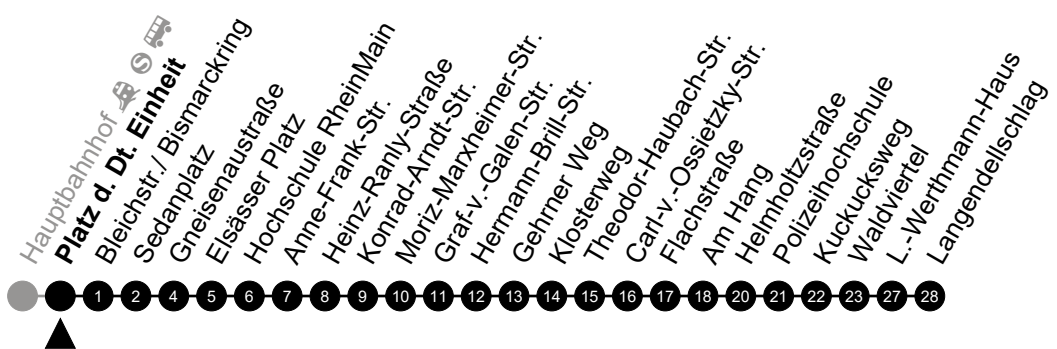 Hauptbahnhof
Platz d. Dt. Einheit
Bleichstr./ Bismarckring
Sedanplatz
Gneisenaustraße
Elsässer Platz
Hochschule RheinMain
Anne-Frank-Str.
Heinz-Ranly-Straße
Konrad-Arndt-Str.
Moriz-Marxheimer-Str.
Graf-v.-Galen-Str.
Hermann-Brill-Str.
Gehrner Weg
Klosterweg
Theodor-Haubach-Str.
Carl-v.-Ossietzky-Str.
Flachstraße
Am Hang
Helmholtzstraße
Polizeihochschule
Kuckucksweg
Waldviertel
L.-Werthmann-Haus
Langendellschlag
1 2 4 5 6 7 8 9 10 11 12 13 14 15 16 17 18 20 21 22 23 27 28